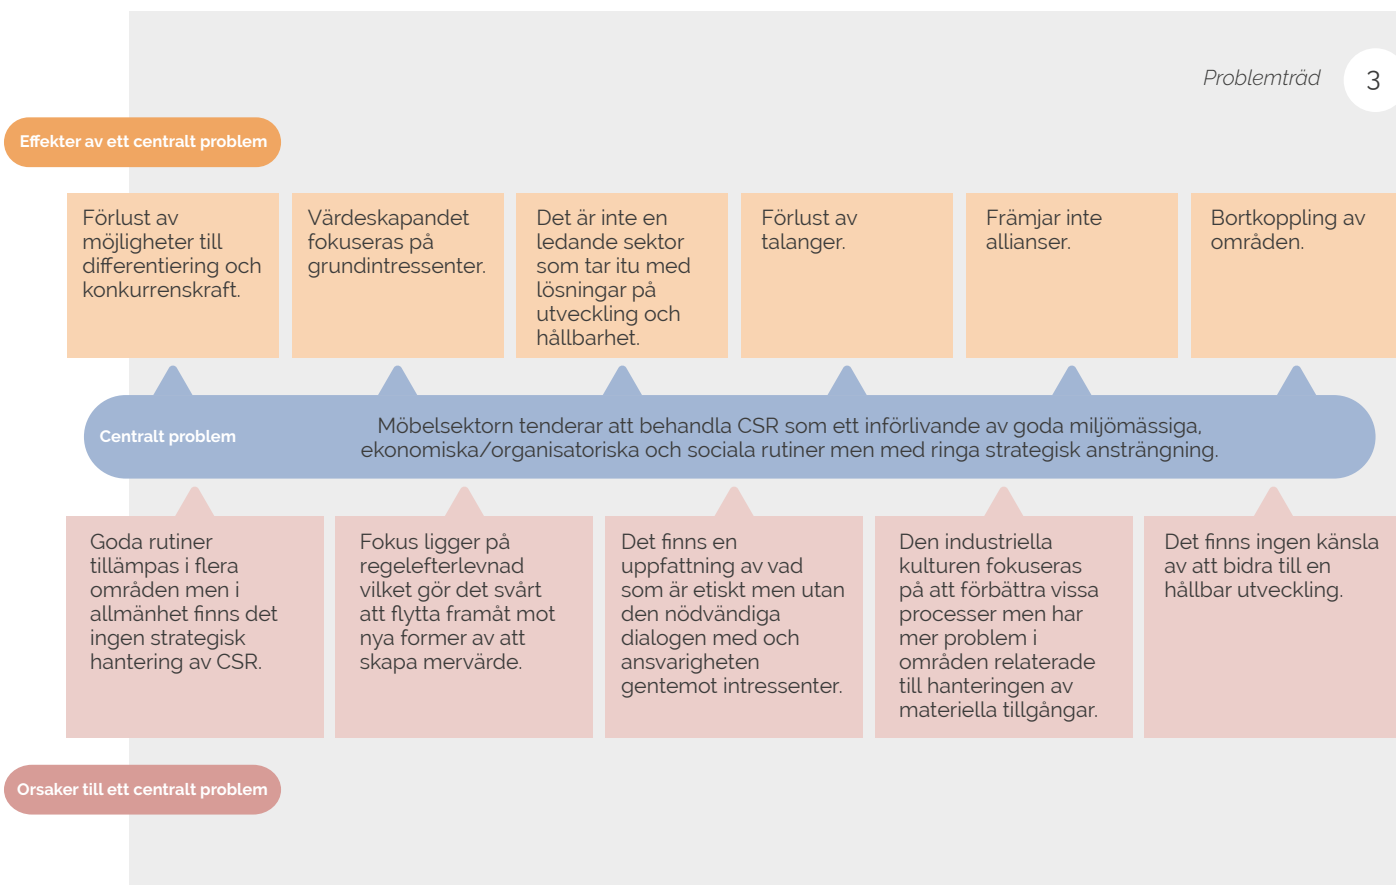 Problemträd
3
Effekter av ett centralt problem
Förlust av
möjligheter till
differentiering och
konkurrenskraft.
Värdeskapandet
fokuseras på
grundintressenter.
Det är inte en
ledande sektor
som tar itu med
lösningar på
utveckling och
hållbarhet.
Förlust av
talanger.
Främjar inte
allianser.
Bortkoppling av
områden.
Centralt problem
Möbelsektorn tenderar att behandla CSR som ett införlivande av goda miljömässiga,
ekonomiska/organisatoriska och sociala rutiner men med ringa strategisk ansträngning.
Goda rutiner
tillämpas i flera
områden men i
allmänhet finns det
ingen strategisk
hantering av CSR.
Fokus ligger på
regelefterlevnad
vilket gör det svårt
att flytta framåt mot
nya former av att
skapa mervärde.
Det finns en
uppfattning av vad
som är etiskt men utan
den nödvändiga
dialogen med och
ansvarigheten
gentemot intressenter.
Den industriella
kulturen fokuseras
på att förbättra vissa
processer men har
mer problem i
områden relaterade
till hanteringen av
materiella tillgångar.
Det finns ingen känsla
av att bidra till en
hållbar utveckling.
Orsaker till ett centralt problem